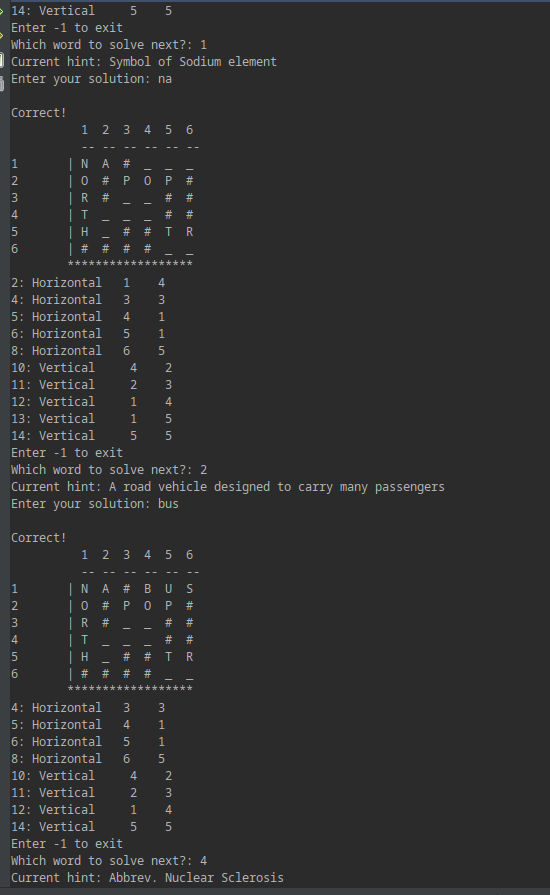 14: Vertical     5    5
Enter -1 to exit
Which word to solve next?: 1
Current hint: Symbol of Sodium element
Enter your solution: na

Correct!
          1  2  3  4  5  6
          -- -- -- -- -- --
1       | N  A  #  _  _  _
2       | O  #  P  O  P  #
3       | R  #  _  _  #  #
4       | T  _  _  _  #  #
5       | H  _  #  #  T  R
6       | #  #  #  #  _  _
        ******************
2: Horizontal   1    4
4: Horizontal   3    3
5: Horizontal   4    1
6: Horizontal   5    1
8: Horizontal   6    5
10: Vertical     4    2
11: Vertical     2    3
12: Vertical     1    4
13: Vertical     1    5
14: Vertical     5    5
Enter -1 to exit
Which word to solve next?: 2
Current hint: A road vehicle designed to carry many passengers
Enter your solution: bus

Correct!
          1  2  3  4  5  6
          -- -- -- -- -- --
1       | N  A  #  B  U  S
2       | O  #  P  O  P  #
3       | R  #  _  _  #  #
4       | T  _  _  _  #  #
5       | H  _  #  #  T  R
6       | #  #  #  #  _  _
        ******************
4: Horizontal   3    3
5: Horizontal   4    1
6: Horizontal   5    1
8: Horizontal   6    5
10: Vertical     4    2
11: Vertical     2    3
12: Vertical     1    4
14: Vertical     5    5
Enter -1 to exit
Which word to solve next?: 4
Current hint: Abbrev. Nuclear Sclerosis